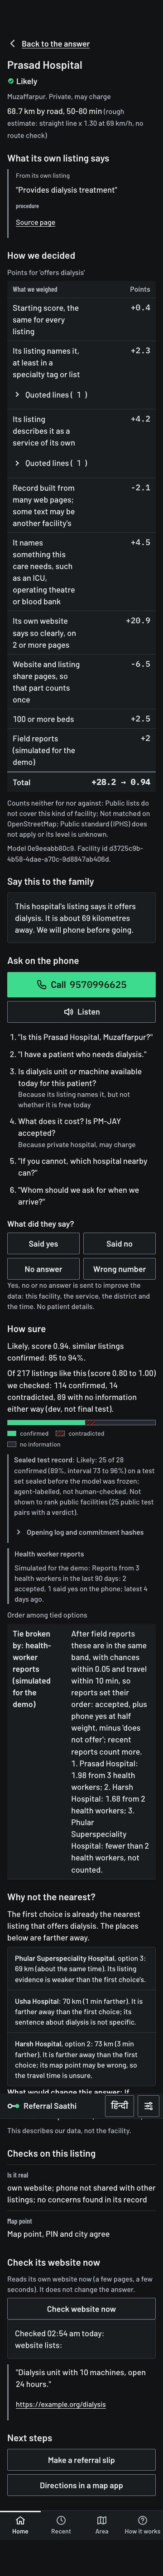 Back to the answer
Prasad Hospital
Likely
Muzaffarpur. Private, may charge
68.7 km by road, 50-80 min (rough
estimate: straight line x 1.30 at 69 km/h, no
route check)
What its own listing says
From its own listing
"Provides dialysis treatment"
procedure
Source page
How we decided
Points for 'offers dialysis'
What we weighed Points
Starting score, the
same for every
listing
+0.4
Its listing names it,
at least in a
specialty tag or list
+2.3
Quoted lines ( 1 )
Its listing
describes it as a
service of its own
+4.2
Quoted lines ( 1 )
Record built from
many web pages;
some text may be
another facility's
-2.1
It names
something this
care needs, such
as an ICU,
operating theatre
or blood bank
+4.5
Its own website
says so clearly, on
2 or more pages
+20.9
Website and listing
share pages, so
that part counts
once
-6.5
100 or more beds +2.5
Field reports
(simulated for the
demo)
+2
Total +28.2 → 0.94
Counts neither for nor against: Public lists do
not cover this kind of facility; Not matched on
OpenStreetMap; Public standard (IPHS) does
not apply or its level is unknown.
Model 0e9eeabb80c9. Facility id d3725c9b-
4b58-4dae-a70c-9d8847ab406d.
Say this to the family
This hospital's listing says it offers
dialysis. It is about 69 kilometres
away. We will phone before going.
Ask on the phone
Call 9570996625
Listen
1. "Is this Prasad Hospital, Muzaffarpur?"
2. "I have a patient who needs dialysis."
3. Is dialysis unit or machine available
today for this patient?
Because its listing names it, but not
whether it is free today
4. What does it cost? Is PM-JAY
accepted?
Because private hospital, may charge
5. "If you cannot, which hospital nearby
can?"
6. "Whom should we ask for when we
arrive?"
What did they say?
Said yes
Said no
No answer
Wrong number
Yes, no or no answer is sent to improve the
data: this facility, the service, the district and
the time. No patient details.
How sure
Likely, score 0.94. similar listings
confirmed: 85 to 94%.
Of 217 listings like this (score 0.80 to 1.00)
we checked: 114 confirmed, 14
contradicted, 89 with no information
either way (dev, not final test).
confirmed contradicted
no information
Sealed test record: Likely: 25 of 28
confirmed (89%, interval 73 to 96%) on a test
set sealed before the model was frozen;
agent-labelled, not human-checked. Not
shown to rank public facilities (25 public test
pairs with a verdict).
Opening log and commitment hashes
Health worker reports
Simulated for the demo: Reports from 3
health workers in the last 90 days: 2
accepted, 1 said yes on the phone; latest 4
days ago.
Order among tied options
Tie broken
by: health-
worker
reports
(simulated
for the
demo)
After field reports
these are in the same
band, with chances
within 0.05 and travel
within 10 min, so
reports set their
order: accepted, plus
phone yes at half
weight, minus 'does
not offer'; recent
reports count more.
1. Prasad Hospital:
1.98 from 3 health
workers; 2. Harsh
Hospital: 1.68 from 2
health workers; 3.
Phular
Superspeciality
Hospital: fewer than 2
health workers, not
counted.
Why not the nearest?
The first choice is already the nearest
listing that offers dialysis. The places
below are farther away.
Phular Superspeciality Hospital, option 3:
69 km (about the same time). Its listing
evidence is weaker than the first choice's.
Usha Hospital: 70 km (1 min farther). It is
farther away than the first choice; its
sentence about dialysis is not specific.
Harsh Hospital, option 2: 73 km (3 min
farther). It is farther away than the first
choice; its map point may be wrong, so
the travel time is unsure.
What would change this answer: If
Referral Saathi
हिन्दी
This describes our data, not the facility.
Checks on this listing
Is it real
own website; phone not shared with other
listings; no concerns found in its record
Map point
Map point, PIN and city agree
Check its website now
Reads its own website now (a few pages, a few
seconds). It does not change the answer.
Check website now
Checked 02:54 am today:
website lists:
"Dialysis unit with 10 machines, open
24 hours."
https://example.org/dialysis
Next steps
Make a referral slip
Directions in a map app
Home Recent Area How it works